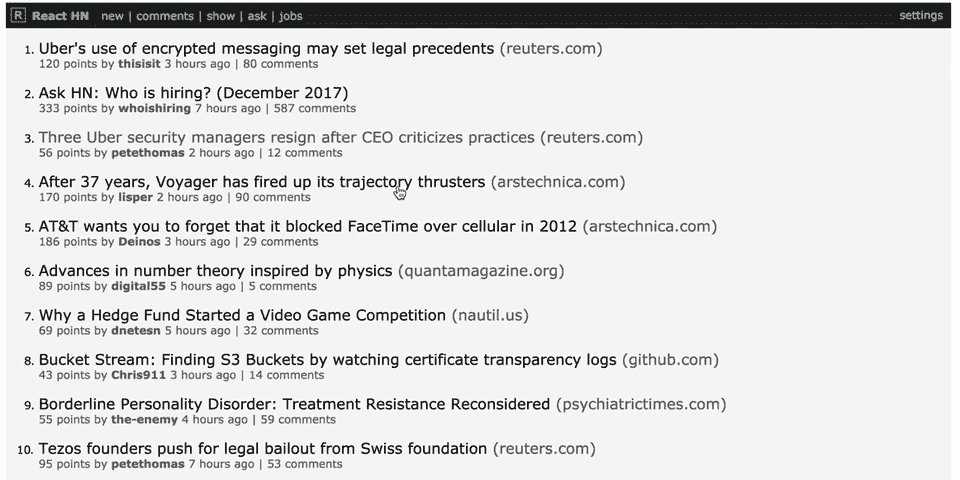 R React HN new | comments | show | ask | jobs settings
1. Uber's use of encrypted messaging may set legal precedents (reuters.com)
120 points by thisisit 3 hours ago | 80 comments
2. Ask HN: Who is hiring? (December 2017)
333 points by whoishiring 7 hours ago | 587 comments
3. Three Uber security managers resign after CEO criticizes practices (reuters.com)
56 points by petethomas 2 hours ago | 12 comments
4. After 37 years, Voyager has fired up its trajectory thrusters (arstechnica.com)
170 points by lisper 2 hours ago | 90 comments
5. AT&T wants you to forget that it blocked FaceTime over cellular in 2012 (arstechnica.com)
186 points by Deinos 3 hours ago | 29 comments
6. Advances in number theory inspired by physics (quantamagazine.org)
89 points by digital55 5 hours ago | 5 comments
7. Why a Hedge Fund Started a Video Game Competition (nautil.us)
69 points by dnetesn 5 hours ago | 32 comments
8. Bucket Stream: Finding S3 Buckets by watching certificate transparency logs (github.com)
43 points by Chris911 3 hours ago | 14 comments
9. Borderline Personality Disorder: Treatment Resistance Reconsidered (psychiatrictimes.com)
55 points by the-enemy 4 hours ago | 59 comments
10. Tezos founders push for legal bailout from Swiss foundation (reuters.com)
95 points by petethomas 7 hours ago | 53 comments